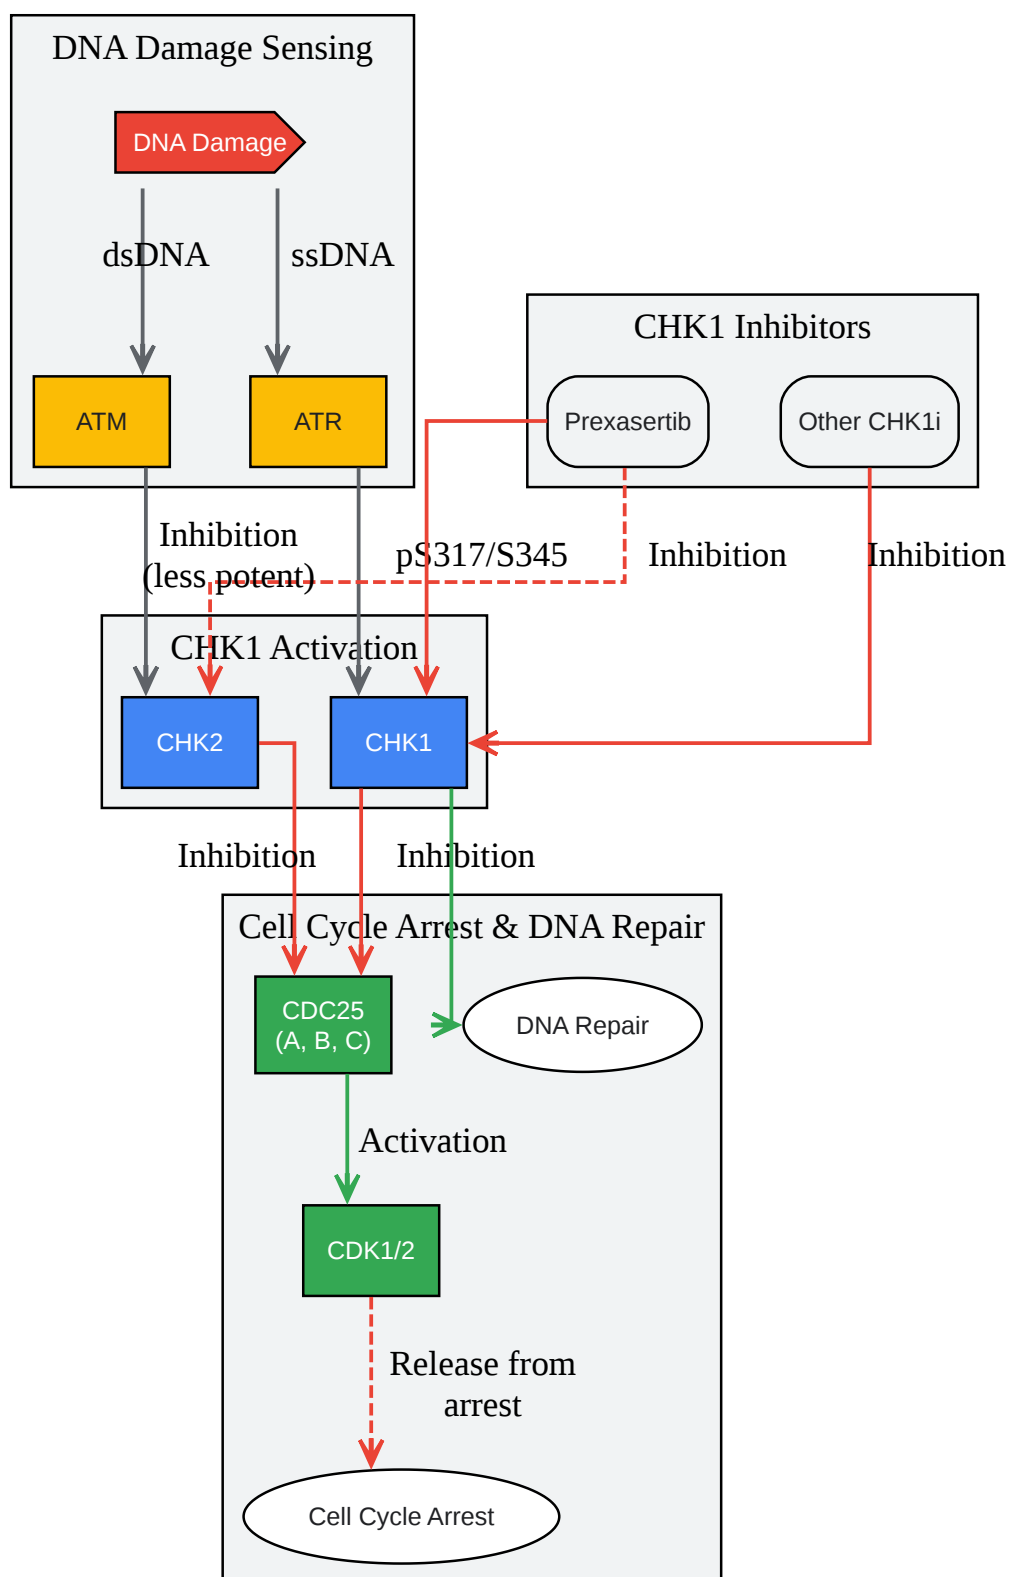 DNA Damage Sensing
DNA Damage
dsDNA
ssDNA
ATM
ATR
CHK1 Inhibitors
Prexasertib
Other CHK1i
Inhibition
(less potent)
pS317/S345
Inhibition
Inhibition
CHK1 Activation
CHK2
CHK1
Inhibition
Inhibition
Cell Cycle Arrest & DNA Repair
CDC25
(A, B, C)
DNA Repair
Activation
CDK1/2
Release from
arrest
Cell Cycle Arrest